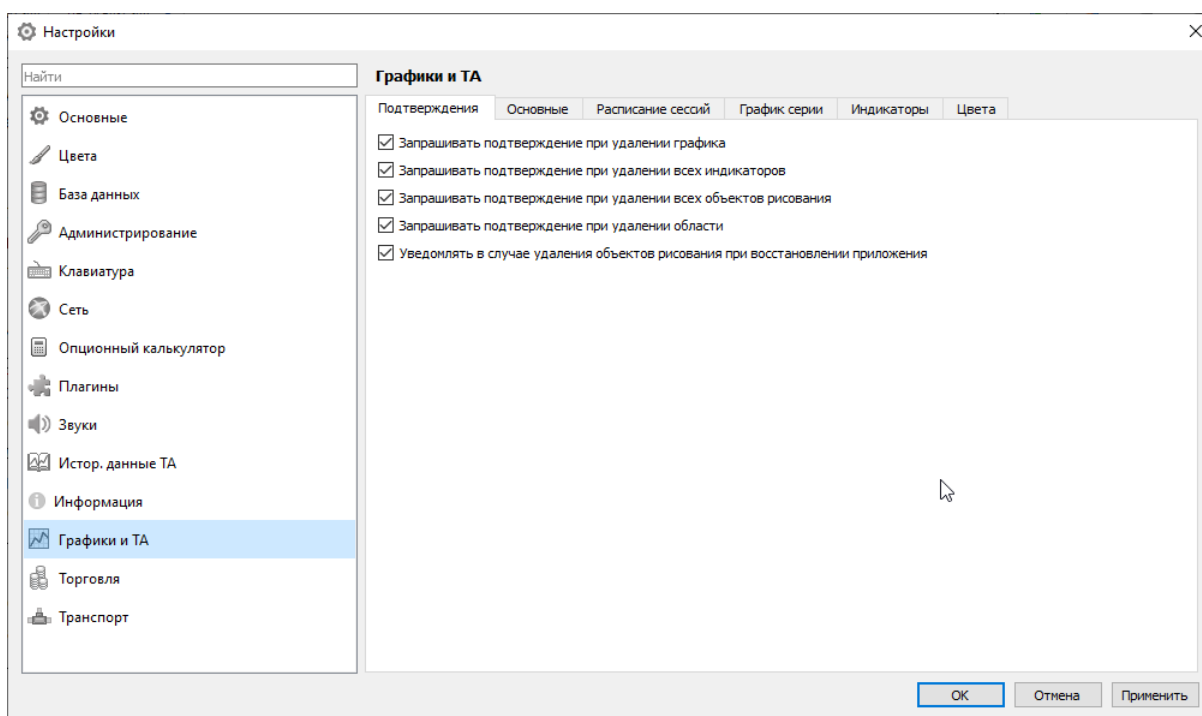 Настройки
Найти
Основные
Цвета
База данных
Администрирование
Клавиатура
Сеть
Опционный калькулятор
Плагины
Звуки
Истор. данные ТА
Информация
Графики и ТА
Торговля
Транспорт
Графики и ТА
Подтверждения Основные Расписание сессий График серии Индикаторы Цвета
Запрашивать подтверждение при удалении графика
Запрашивать подтверждение при удалении всех индикаторов
Запрашивать подтверждение при удалении всех объектов рисования
Запрашивать подтверждение при удалении области
Уведомлять в случае удаления объектов рисования при восстановлении приложения
ОК Отмена Применить